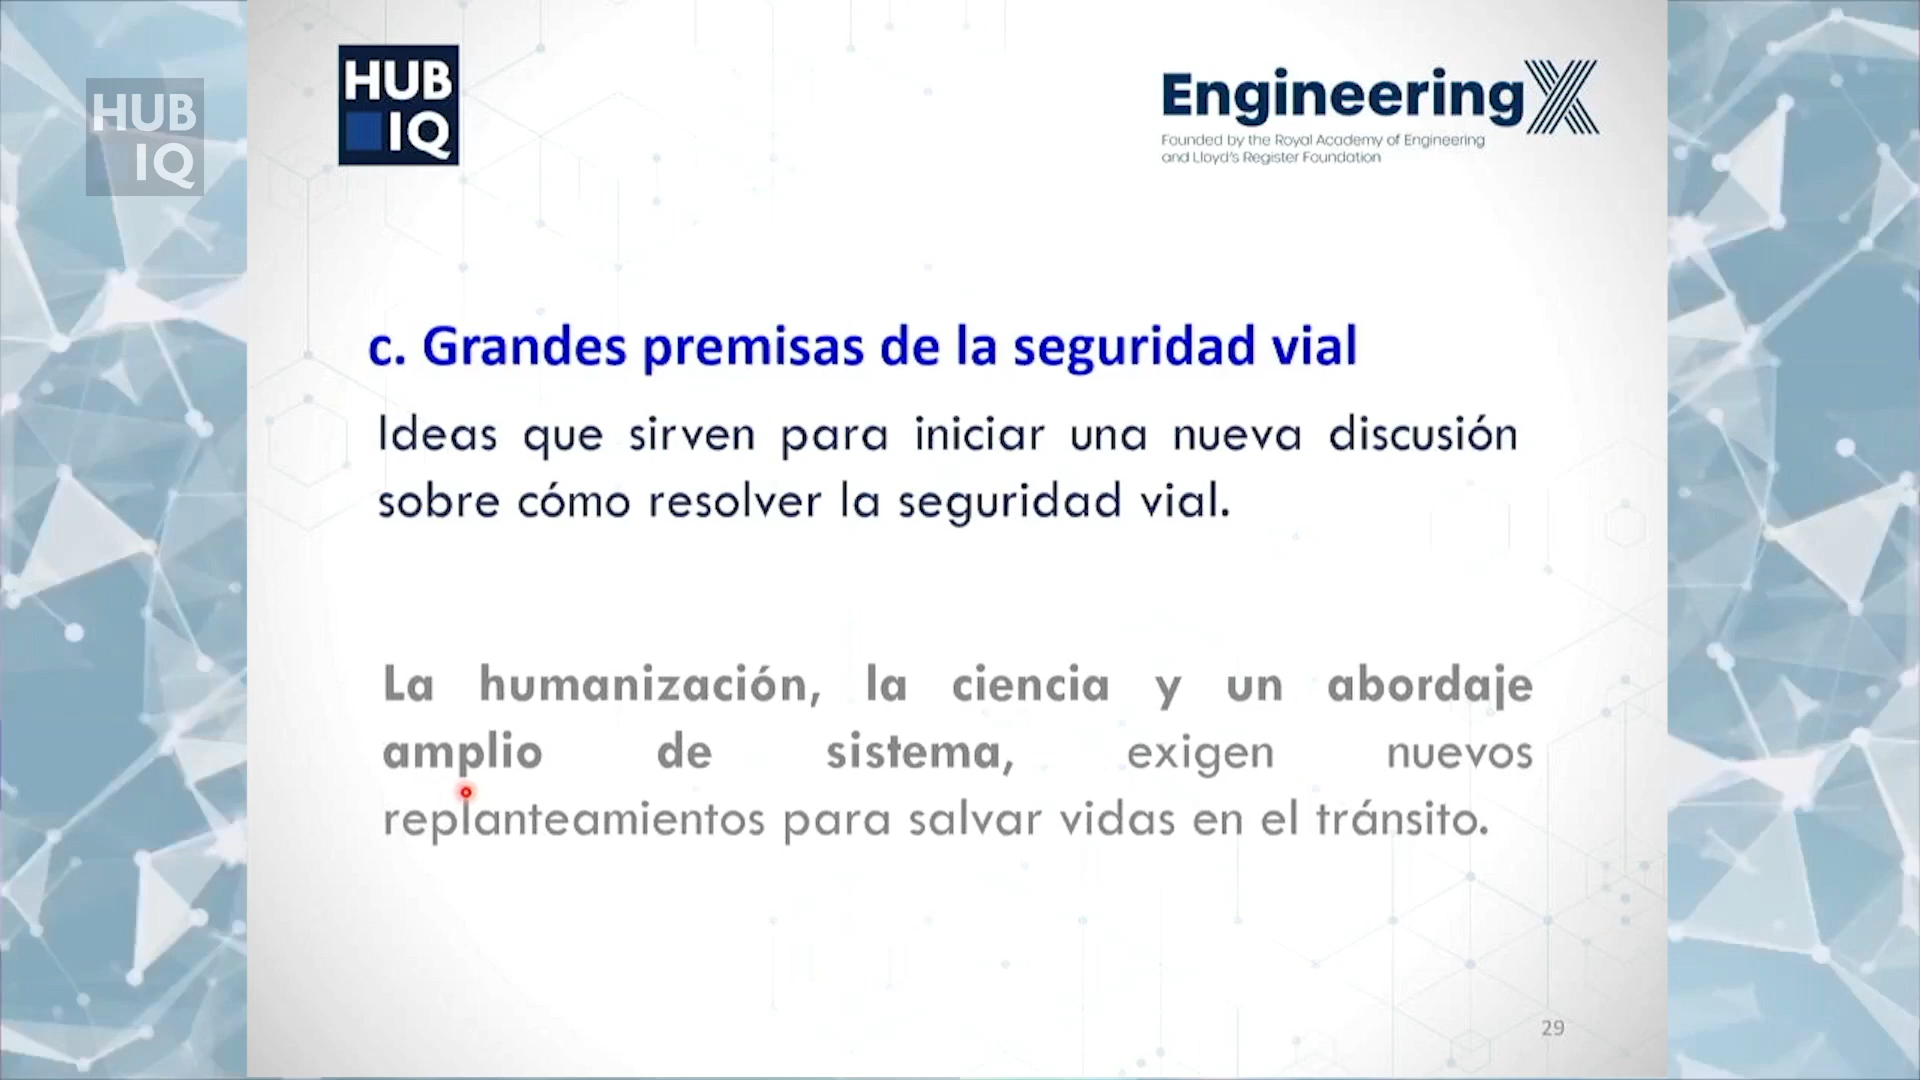 HUB
IQ
HUB
IQ
EngineeringX
Founded by the Royal Academy of Engineering
and Lloyd's Register Foundation
c. Grandes premisas de la seguridad vial
Ideas que sirven para iniciar una nueva discusión
sobre cómo resolver la seguridad vial.
La humanización, la ciencia y un abordaje
amplio de sistema, exigen nuevos
replanteamientos para salvar vidas en el tránsito.
29